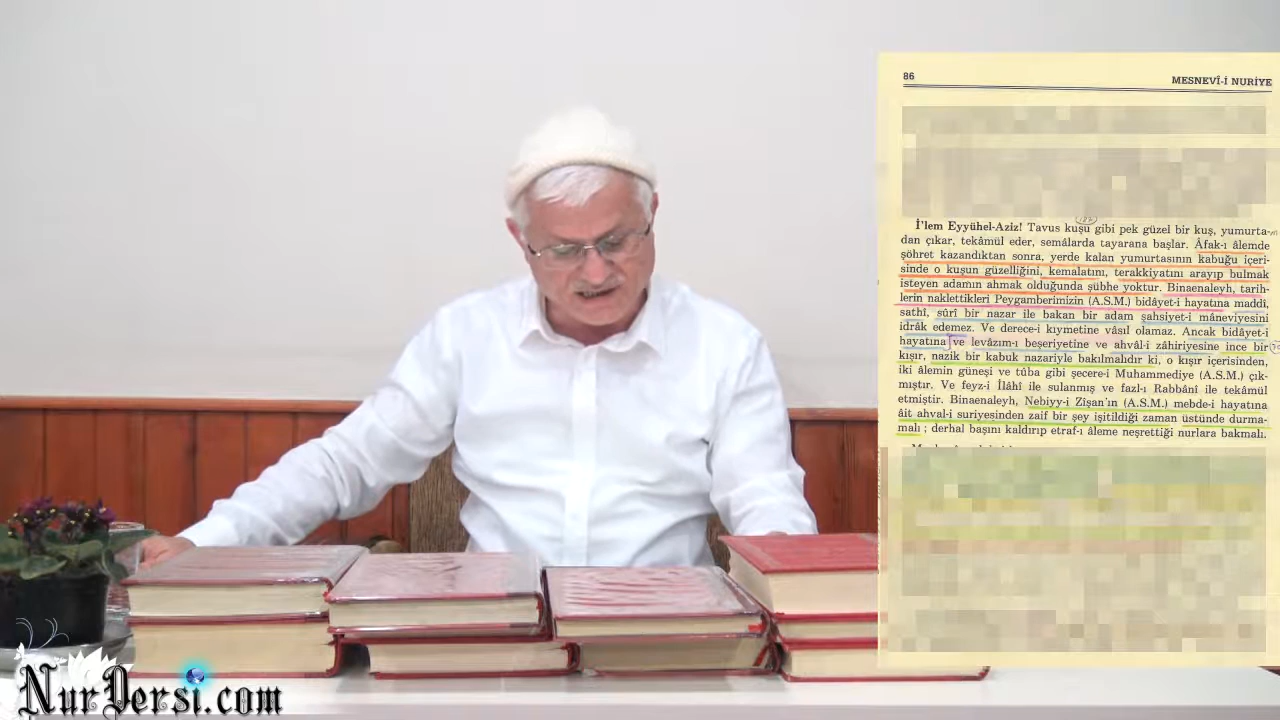 86
MESNEVÎ-İ NURİYE
İ'lem Eyyühel-Aziz! Tavus kuşu gibi pek güzel bir kuş, yumurta-
dan çıkar, tekâmül eder, semâlarda tayarana başlar. Âfak-ı âlemde
şöhret kazandıktan sonra, yerde kalan yumurtasının kabuğu içeri-
sinde o kuşun güzelliğini, kemalatını, terakkiyatını arayıp bulmak
isteyen adamın ahmak olduğunda şübhe yoktur. Binaenaleyh, tarih-
lerin naklettikleri Peygamberimizin (A.S.M.) bidâyet-i hayatına maddi,
sathî, sûrî bir nazar ile bakan bir adam şahsiyet-i mâneviyesini
idrâk edemez. Ve derece-i kıymetine vâsıl olamaz. Ancak bidâyet-i
hayatına ve levâzım-ı beşeriyetine ve ahvâl-i zâhiriyesine ince bir
kışır, nazik bir kabuk nazariyle bakılmalıdır ki, o kışır içerisinden,
iki âlemin güneşi ve tûba gibi şecere-i Muhammediye (A.S.M.) çık-
mıştır. Ve feyz-i İlâhî ile sulanmış ve fazl-ı Rabbânî ile tekâmül
etmiştir. Binaenaleyh, Nebiyy-i Zîşan'ın (A.S.M.) mebde-i hayatına
âit ahval-i suriyesinden zaif bir şey işitildiği zaman üstünde durma-
malı ; derhal başını kaldırıp etraf-ı âleme neşrettiği nurlara bakmalı.
NurDersi.com